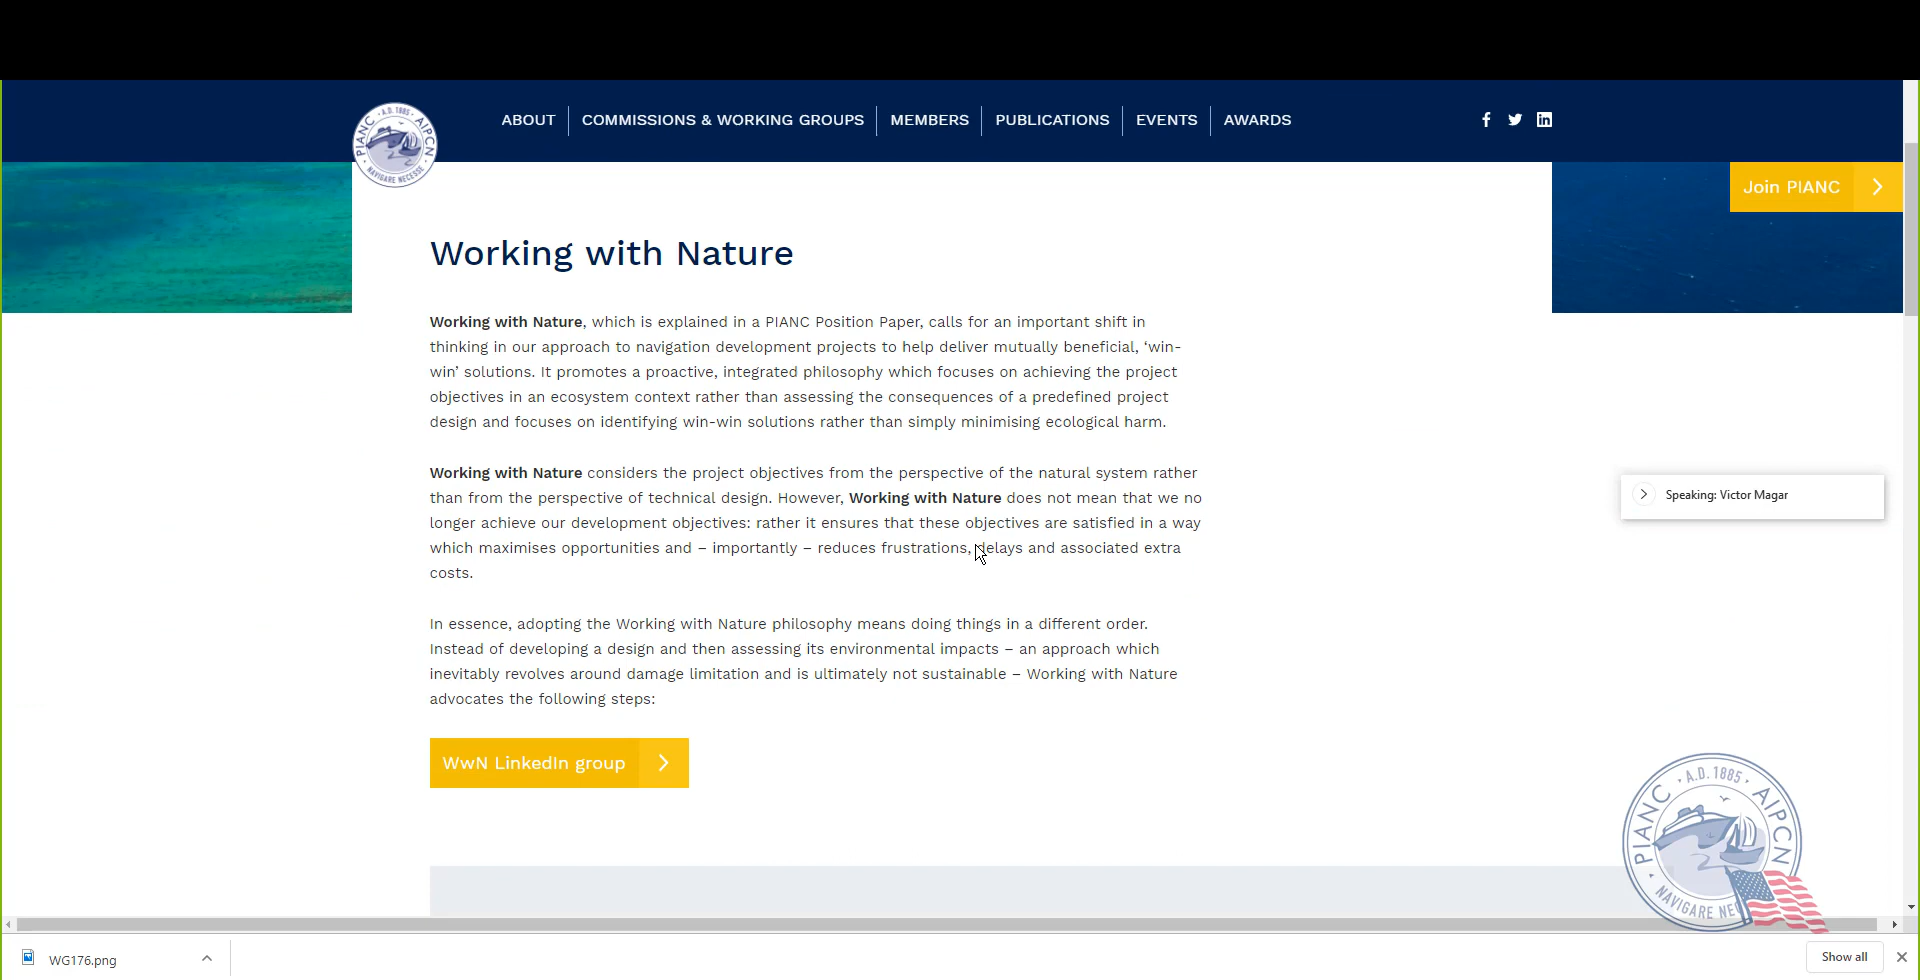 ABOUT
COMMISSIONS & WORKING GROUPS
MEMBERS
PUBLICATIONS
EVENTS
AWARDS
A.D. 1885
PIANC AIPCN
NAVIGARE NECESSE
Join PIANC
Working with Nature
Working with Nature, which is explained in a PIANC Position Paper, calls for an important shift in
thinking in our approach to navigation development projects to help deliver mutually beneficial, ‘win-
win’ solutions. It promotes a proactive, integrated philosophy which focuses on achieving the project
objectives in an ecosystem context rather than assessing the consequences of a predefined project
design and focuses on identifying win-win solutions rather than simply minimising ecological harm.
Working with Nature considers the project objectives from the perspective of the natural system rather
than from the perspective of technical design. However, Working with Nature does not mean that we no
longer achieve our development objectives: rather it ensures that these objectives are satisfied in a way
which maximises opportunities and – importantly – reduces frustrations, delays and associated extra
costs.
Speaking: Victor Magar
In essence, adopting the Working with Nature philosophy means doing things in a different order.
Instead of developing a design and then assessing its environmental impacts – an approach which
inevitably revolves around damage limitation and is ultimately not sustainable – Working with Nature
advocates the following steps:
WwN LinkedIn group
A.D. 1885
PIANC AIPCN
NAVIGARE NE
WG176.png
Show all